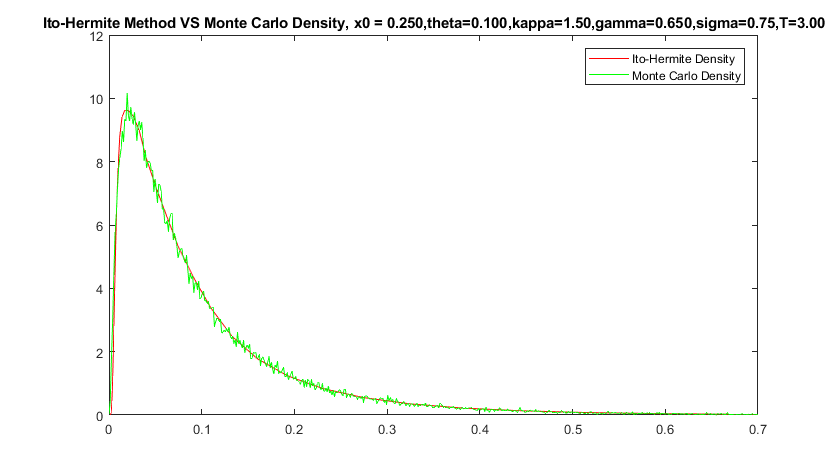 Ito-Hermite Method VS Monte Carlo Density, x0 = 0.250,theta=0.100,kappa=1.50,gamma=0.650,sigma=0.75,T=3.00
12
10
8
6
4
2
0
Ito-Hermite Density
Monte Carlo Density
0 0.1 0.2 0.3 0.4 0.5 0.6 0.7